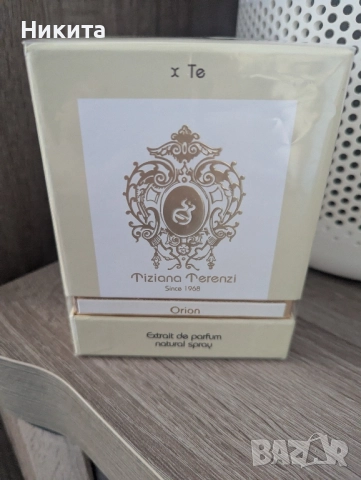 Никита
x Te
Tiziana Terenzi
Since 1968
Orion
Extrait de parfum
natural spray
BAZAR